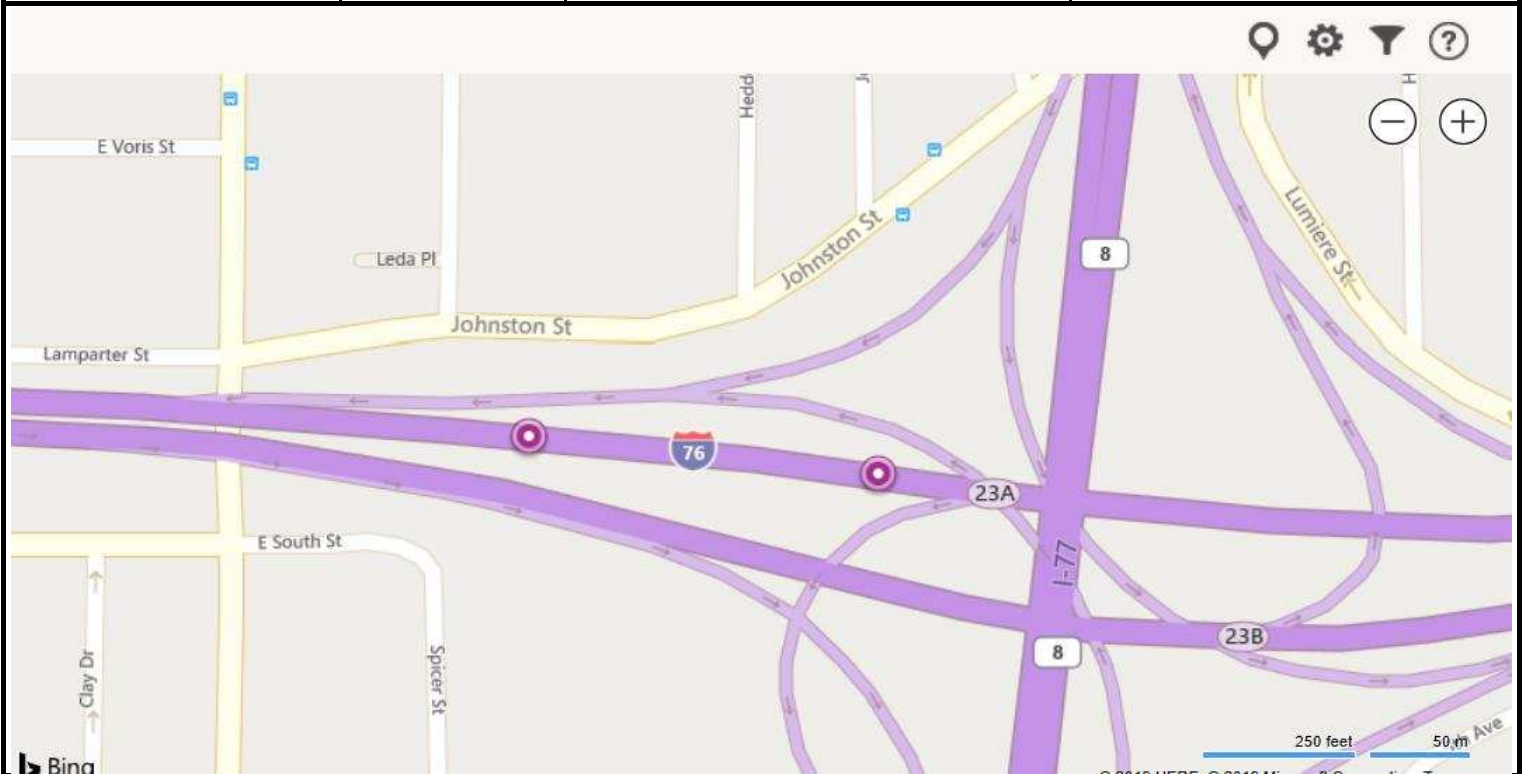 ?
Hedd
E Voris St
Lumiere St
Johnston St
8
Leda Pl
Johnston St
Lamparter St
76
23A
E South St
I-77
23B
8
Clay Dr
Spicer St
250 feet
50 m
Ave
Bing